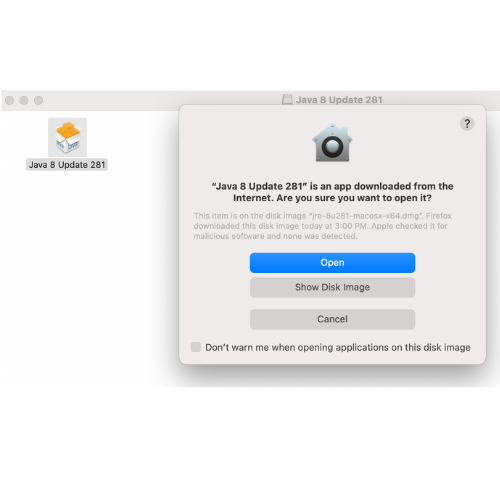 Java 8 Update 281
Java 8 Update 281
?
“Java 8 Update 281” is an app downloaded from the
Internet. Are you sure you want to open it?
This item is on the disk image “jre-8u281-macosx-x64.dmg”. Firefox
downloaded this disk image today at 3:00 PM. Apple checked it for
malicious software and none was detected.
Open
Show Disk Image
Cancel
Don’t warn me when opening applications on this disk image